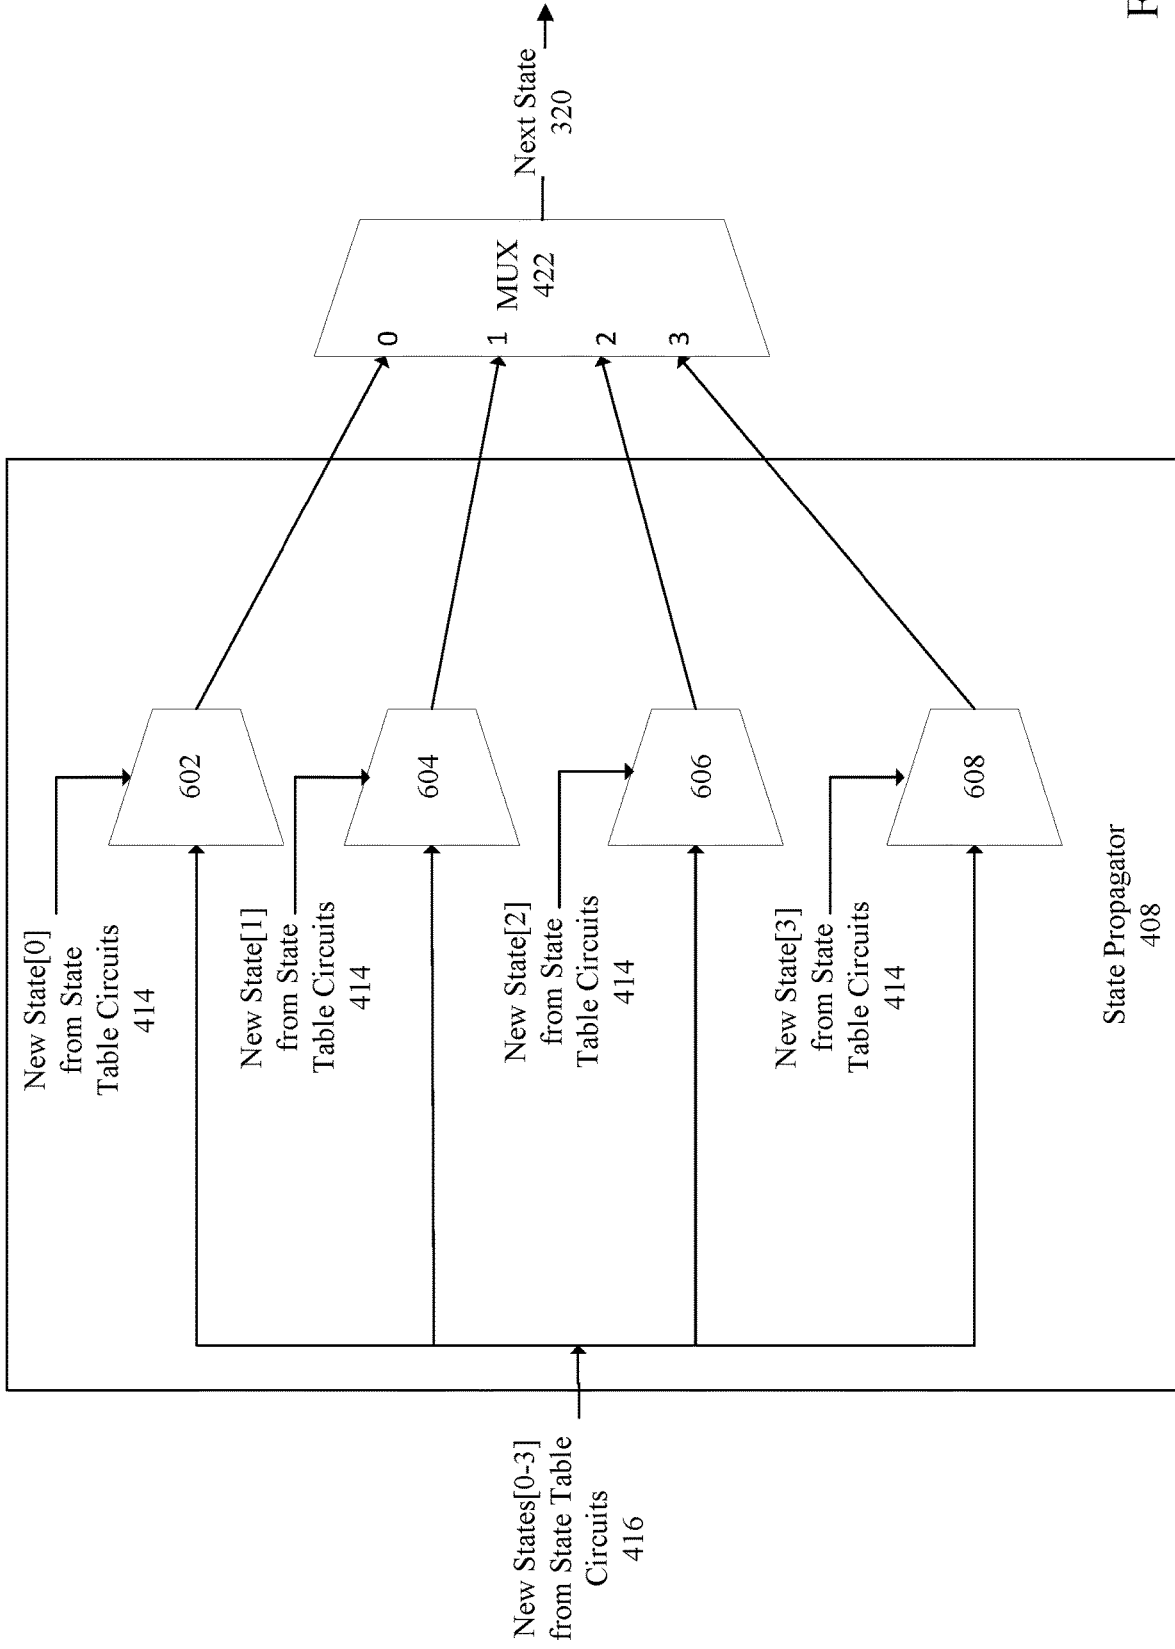 New States[0-3]
from State Table
Circuits
416
New State[0]
from State
Table Circuits
414
602
New State[1]
from State
Table Circuits
414
604
New State[2]
from State
Table Circuits
414
606
New State[3]
from State
Table Circuits
414
608
State Propagator
408
0
1
2
3
MUX
422
Next State
320